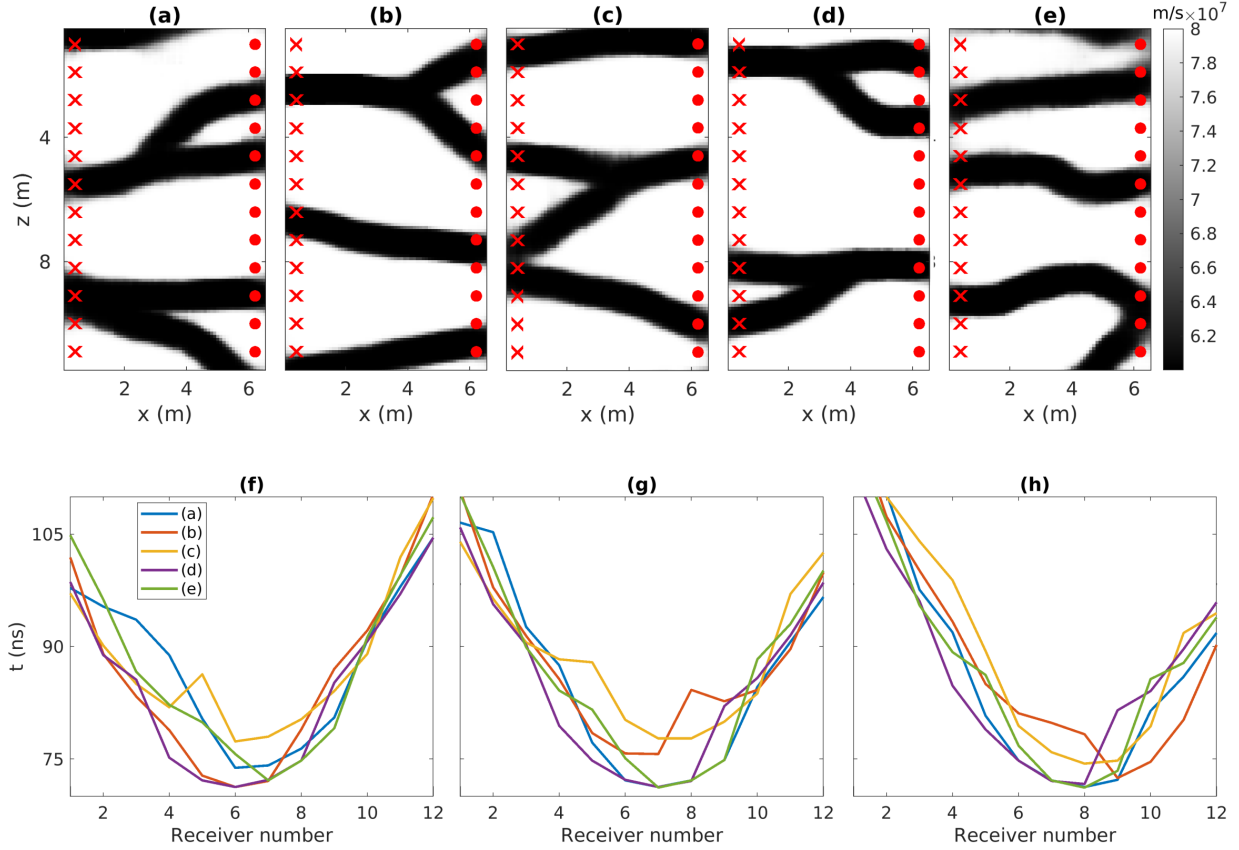 (a) (b) (c) (d) (e) m/s×10⁷
8
7.8
7.6
7.4
7.2
7
6.8
6.6
6.4
6.2
4
8
z (m)
2 4 6 2 4 6 2 4 6 2 4 6 2 4 6
x (m) x (m) x (m) x (m) x (m)
(f) (g) (h)
(a)
(b)
(c)
(d)
(e)
105
90
75
t (ns)
2 4 6 8 10 12 2 4 6 8 10 12 2 4 6 8 10 12
Receiver number Receiver number Receiver number